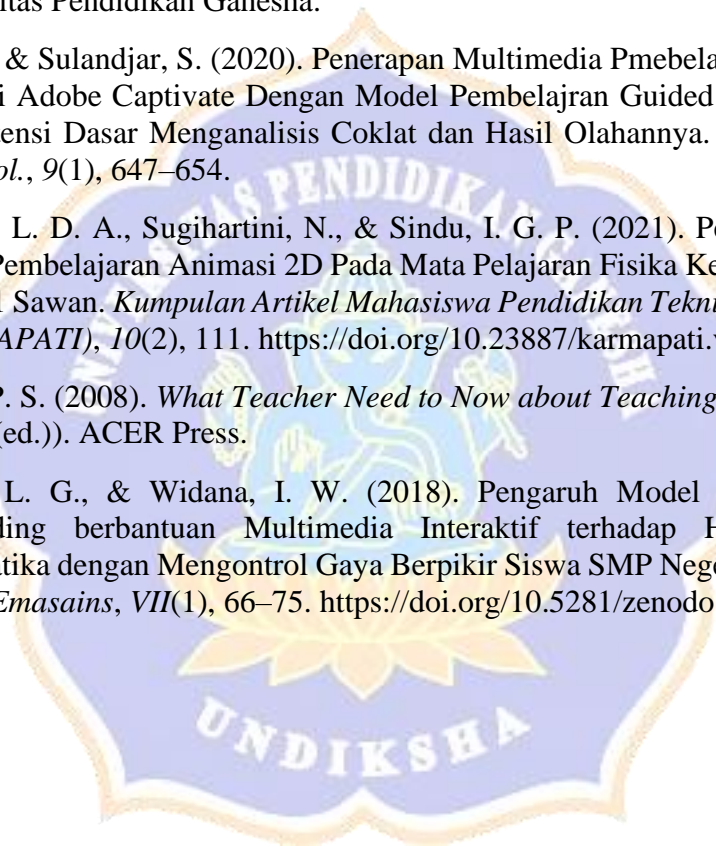 tas Pendidikan Ganesha.
& Sulandjar, S. (2020). Penerapan Multimedia Pmebela
i Adobe Captivate Dengan Model Pembelajran Guided
ensi Dasar Menganalisis Coklat dan Hasil Olahannya.
ol., 9(1), 647–654.
L. D. A., Sugihartini, N., & Sindu, I. G. P. (2021). Pe
Pembelajaran Animasi 2D Pada Mata Pelajaran Fisika Ke
Sawan. Kumpulan Artikel Mahasiswa Pendidikan Tekni
APATI), 10(2), 111. https://doi.org/10.23887/karmapati.v
P. S. (2008). What Teacher Need to Now about Teaching
(ed.)). ACER Press.
L. G., & Widana, I. W. (2018). Pengaruh Model
ding berbantuan Multimedia Interaktif terhadap H
atika dengan Mengontrol Gaya Berpikir Siswa SMP Nege
Emasains, VII(1), 66–75. https://doi.org/10.5281/zenodo
UNIVERSITAS PENDIDIKAN GANESHA
UNDIKSHA